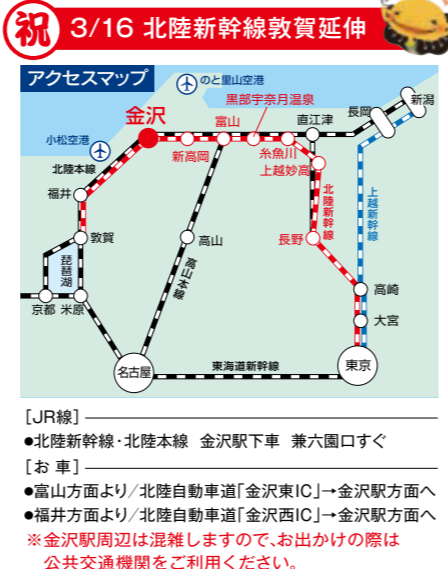 祝
3/16 北陸新幹線敦賀延伸
アクセスマップ
のと里山空港
黒部宇奈月温泉
金沢
富山
直江津
長岡
新潟
小松空港
新高岡
糸魚川
上越妙高
北陸本線
福井
北陸新幹線
上越新幹線
敦賀
高山
長野
琵琶湖
高山本線
高崎
京都
米原
大宮
名古屋
東海道新幹線
東京
[JR線]
●北陸新幹線・北陸本線 金沢駅下車 兼六園口すぐ
[お車]
●富山方面より/北陸自動車道「金沢東IC」→金沢駅方面へ
●福井方面より/北陸自動車道「金沢西IC」→金沢駅方面へ
※金沢駅周辺は混雑しますので、お出かけの際は
公共交通機関をご利用ください。